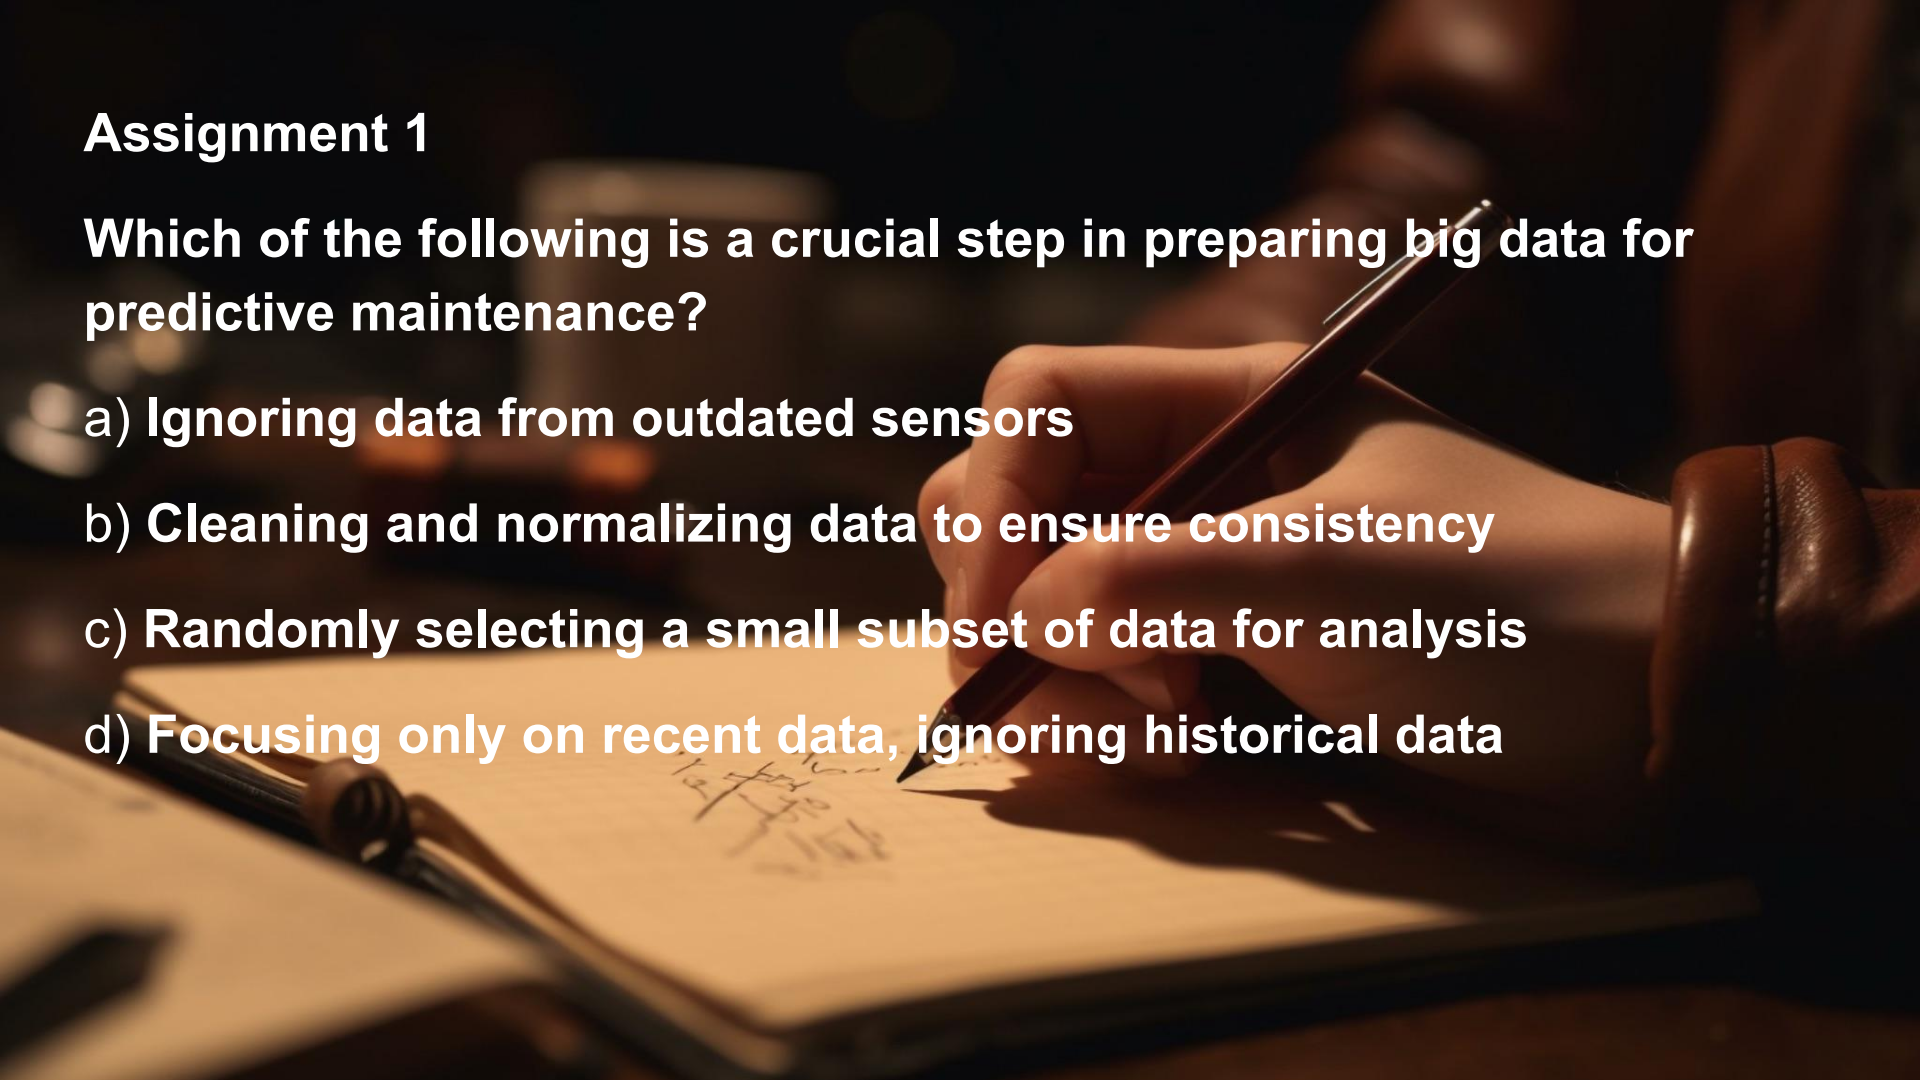 Assignment 1
Which of the following is a crucial step in preparing big data for
predictive maintenance?
a) Ignoring data from outdated sensors
b) Cleaning and normalizing data to ensure consistency
c) Randomly selecting a small subset of data for analysis
d) Focusing only on recent data, ignoring historical data